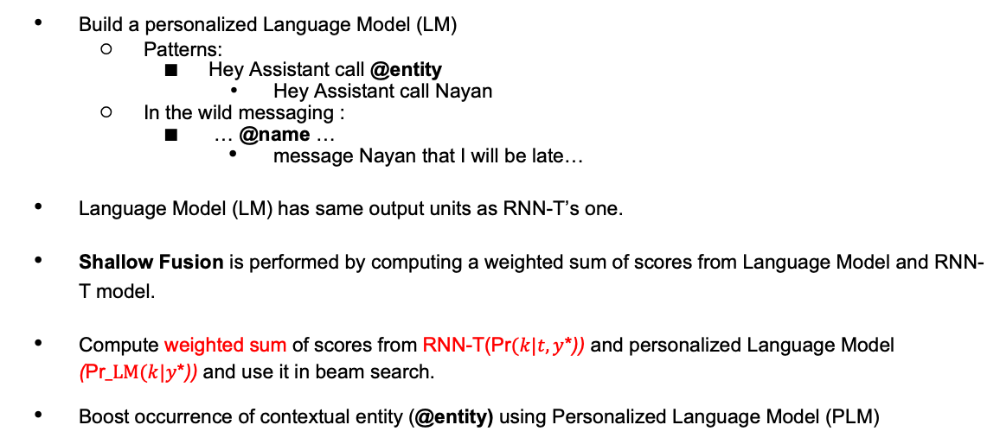 • Build a personalized Language Model (LM)
○ Patterns:
■ Hey Assistant call @entity
• Hey Assistant call Nayan
○ In the wild messaging :
■ … @name …
• message Nayan that I will be late…
• Language Model (LM) has same output units as RNN-T’s one.
• Shallow Fusion is performed by computing a weighted sum of scores from Language Model and RNN-
T model.
• Compute weighted sum of scores from RNN-T(Pr(k|t, y*)) and personalized Language Model
(Pr_LM(k|y*)) and use it in beam search.
• Boost occurrence of contextual entity (@entity) using Personalized Language Model (PLM)